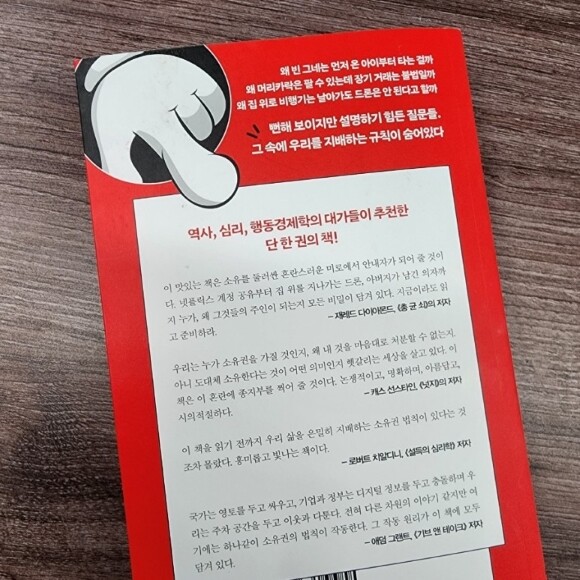 왜 빈 그네는 먼저 온 아이부터 타는 걸까
왜 머리카락은 팔 수 있는데 장기 거래는 불법일까
왜 집 위로 비행기는 날아가도 드론은 안 된다고 할까
뻔해 보이지만 설명하기 힘든 질문들.
그 속에 우리를 지배하는 규칙이 숨어있다
역사, 심리, 행동경제학의 대가들이 추천한
단 한 권의 책!
이 맛있는 책은 소유를 둘러싼 혼란스러운 미로에서 안내자가 되어 줄 것이
다. 넷플릭스 계정 공유부터 집 위를 지나가는 드론, 아버지가 남긴 의자까
지 누가, 왜 그것들의 주인이 되는지 모든 비밀이 담겨 있다. 지금이라도 읽
고 준비하라.
– 재레드 다이아몬드, 《총 균 쇠》의 저자
우리는 누가 소유권을 가질 것인지, 왜 내 것을 마음대로 처분할 수 없는지,
아니 도대체 소유한다는 것이 어떤 의미인지 헷갈리는 세상을 살고 있다. 이
책은 이 혼란에 종지부를 찍어 줄 것이다. 논쟁적이고, 명확하며, 아름답고,
시의적절하다.
– 캐스 선스타인, 《넛지》의 저자
이 책을 읽기 전까지 우리 삶을 은밀히 지배하는 소유권 법칙이 있다는 것
조차 몰랐다. 흥미롭고 빛나는 책이다.
– 로버트 치알디니, 《설득의 심리학》 저자
국가는 영토를 두고 싸우고, 기업과 정부는 디지털 정보를 두고 충돌하며 우
리는 주차 공간을 두고 이웃과 다툰다. 전혀 다른 차원의 이야기 같지만 여
기에는 하나같이 소유권의 법칙이 작동한다. 그 작동 원리가 이 책에 모두
담겨 있다.
– 애덤 그랜트, 《기브 앤 테이크》 저자